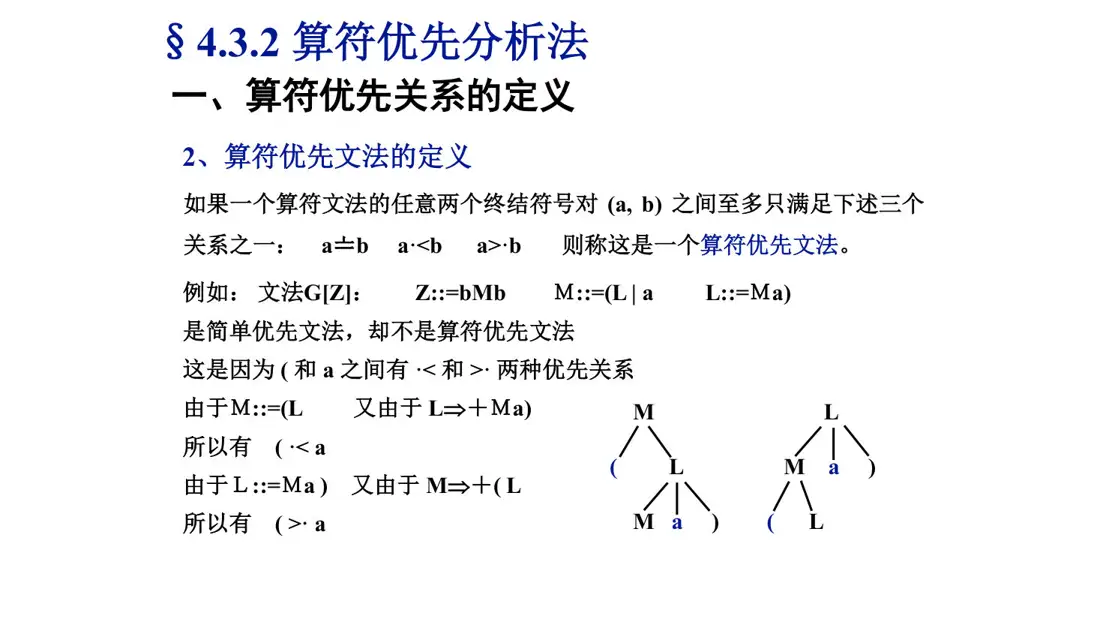 § 4.3.2 算符优先分析法
一、算符优先关系的定义
2、算符优先文法的定义
如果一个算符文法的任意两个终结符号对 (a, b) 之间至多只满足下述三个
关系之一： a≐b a·<b a>·b 则称这是一个算符优先文法。
例如： 文法G[Z]： Z::=bMb M::=(L | a L::=Ma)
是简单优先文法，却不是算符优先文法
这是因为 ( 和 a 之间有 ·< 和 >· 两种优先关系
由于M::=(L 又由于 L⇒＋Ma)
所以有 ( ·< a
由于L::=Ma ) 又由于 M⇒＋( L
所以有 ( >· a
M L
( L M a )
M a ) ( L